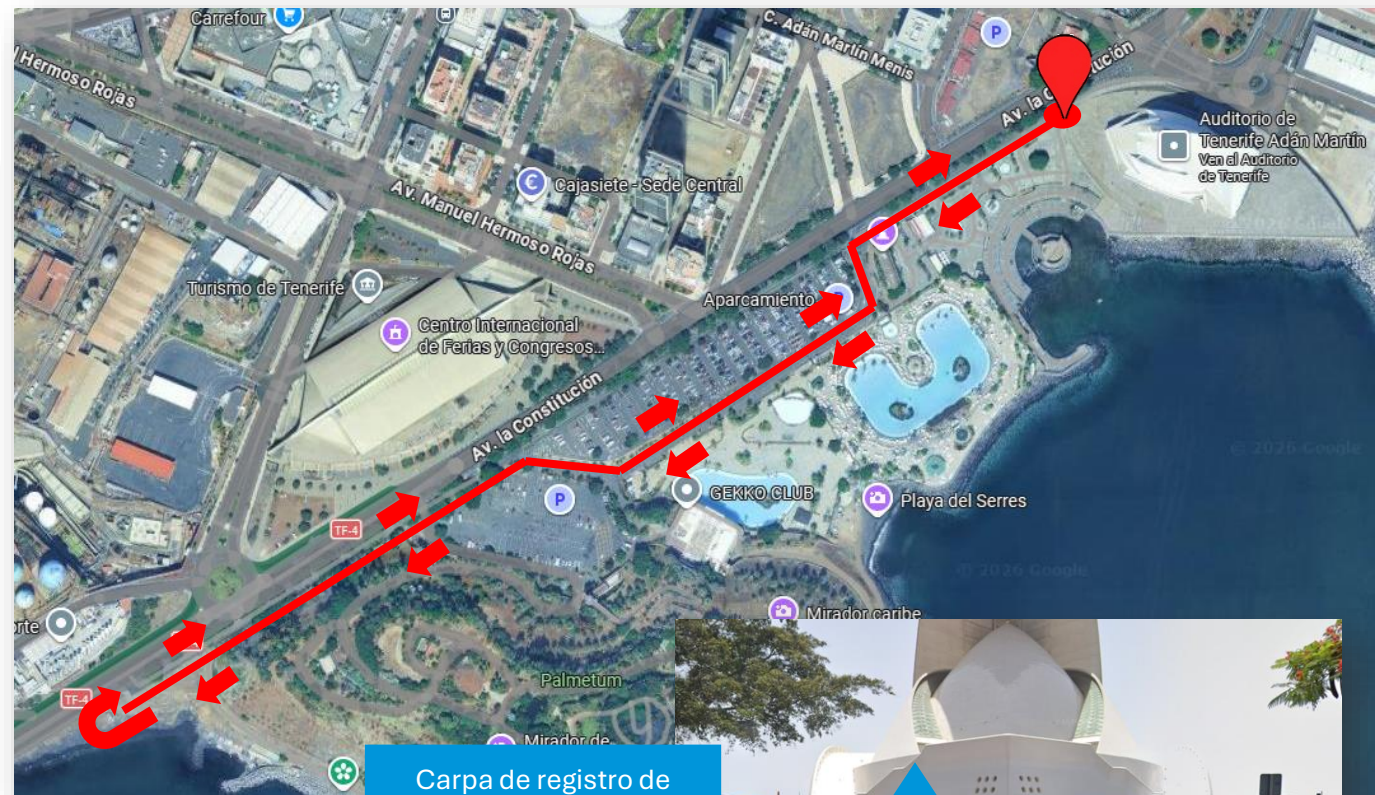 Carrefour
C. Adán Martín Menis
P
l Hermoso Rojas
Av. la C
tución
Auditorio de
Tenerife Adán Martín
Ven al Auditorio
de Tenerife
Cajasiete - Sede Central
Av. Manuel Hermoso Rojas
Turismo de Tenerife
Aparcamiento
Centro Internacional
de Ferias y Congresos...
Av. la Constitución
© 2026 Google
P
GEKKO CLUB
Playa del Serres
TF-4
© 2026 Google
Mirador caribe
orte
Palmetum
TF-4
Mirador de
Carpa de registro de